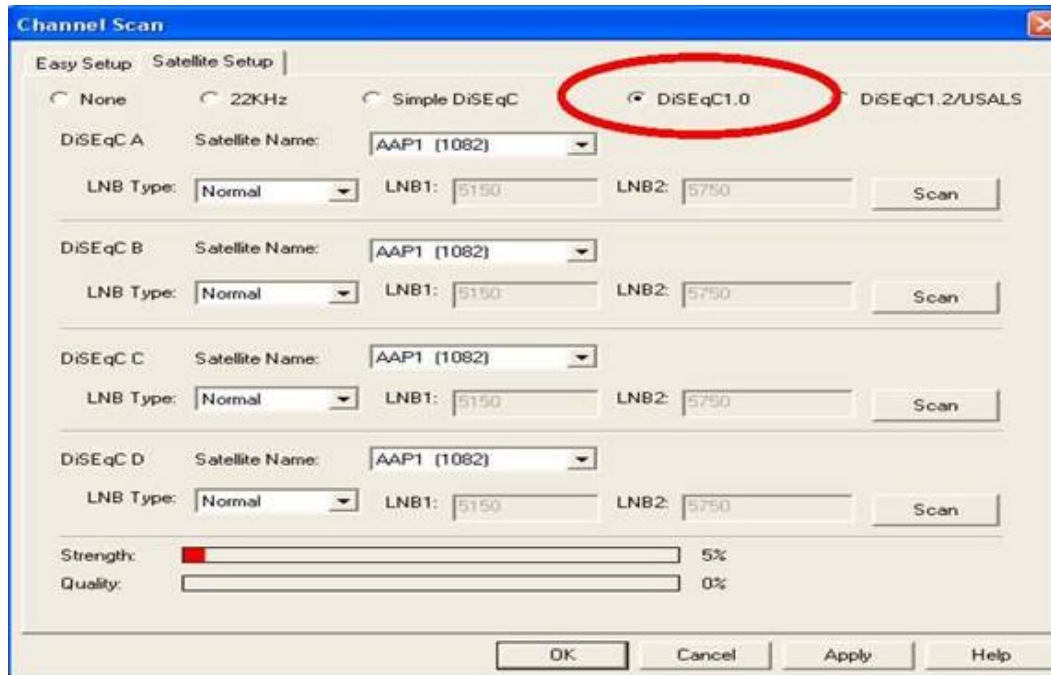 Channel Scan
Easy Setup Satellite Setup
None 22KHz Simple DiSEqC DiSEqC1.0 DiSEqC1.2/USALS
DiSEqC A Satellite Name: AAP1 (1082)
LNB Type: Normal LNB1: 5150 LNB2: 5750 Scan
DiSEqC B Satellite Name: AAP1 (1082)
LNB Type: Normal LNB1: 5150 LNB2: 5750 Scan
DiSEqC C Satellite Name: AAP1 (1082)
LNB Type: Normal LNB1: 5150 LNB2: 5750 Scan
DiSEqC D Satellite Name: AAP1 (1082)
LNB Type: Normal LNB1: 5150 LNB2: 5750 Scan
Strength: 5%
Quality: 0%
OK Cancel Apply Help